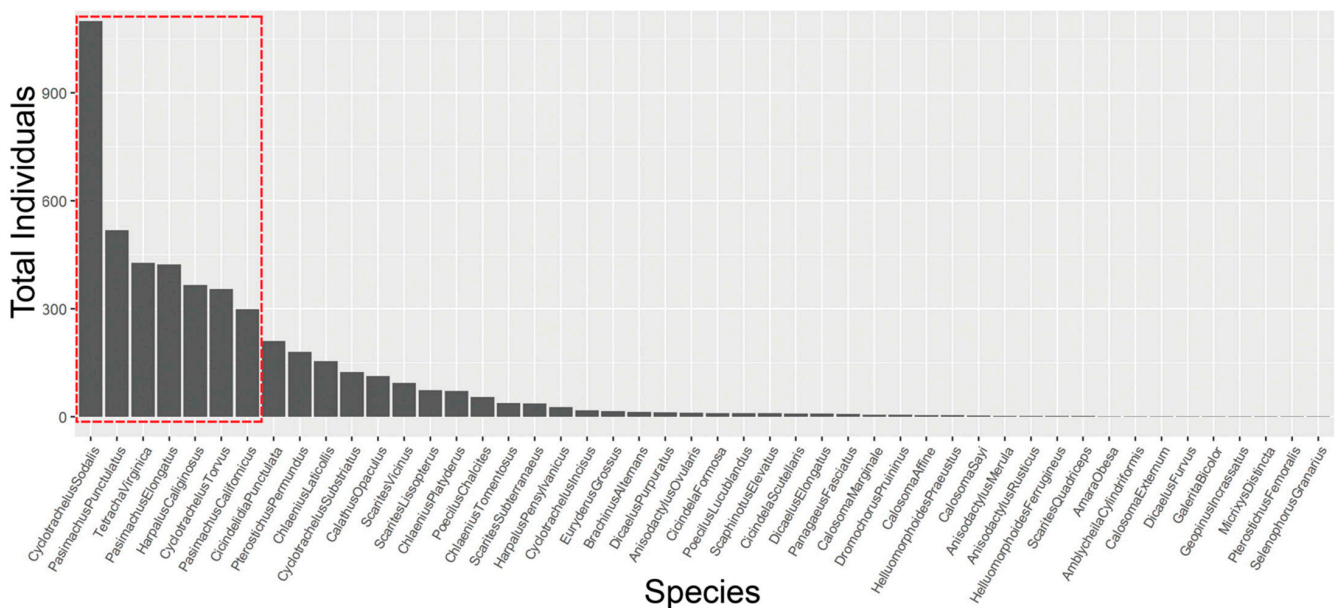 Total Individuals
900
600
300
0
CyclotrachelusSodalis
PasimachusPunctulatus
TetrachaVirginica
PasimachusElongatus
HarpalusCaliginosus
CyclotrachelusTorvus
PasimachusCalifornicus
CicindelidiaPunctulata
PterostichusPermundus
ChlaeniusLaticollis
CyclotrachelusSubstriatus
CalathusOpaculus
ScaritesVicinus
ScaritesLissopterus
ChlaeniusPlatyderus
PoecilusChalcites
ChlaeniusTomentosus
ScaritesSubterraneus
HarpalusPensylvanicus
CyclotrachelusIncisus
EuryderusGrossus
BrachinusAlternans
DicaelusPurpuratus
AnisodactylusOvularis
CicindelaFormosa
PoecilusLucublandus
ScaphinotusElevatus
CicindelaScutellaris
DicaelusElongatus
PanagaeusFasciatus
CalosomaMarginale
DromochorusPruininus
CalosomaAffine
HelluomorphoidesPraeustus
CalosomaSayi
AnisodactylusMerula
AnisodactylusRusticus
HelluomorphoidesFerrugineus
ScaritesQuadriceps
AmaraObesa
AmblycheilaCylindriformis
CalosomaExternum
DicaelusFurvus
GaleritaBicolor
GeopinusIncrassatus
MicrixysDistincta
PterostichusFemoralis
SelenophorusGranarius
Species